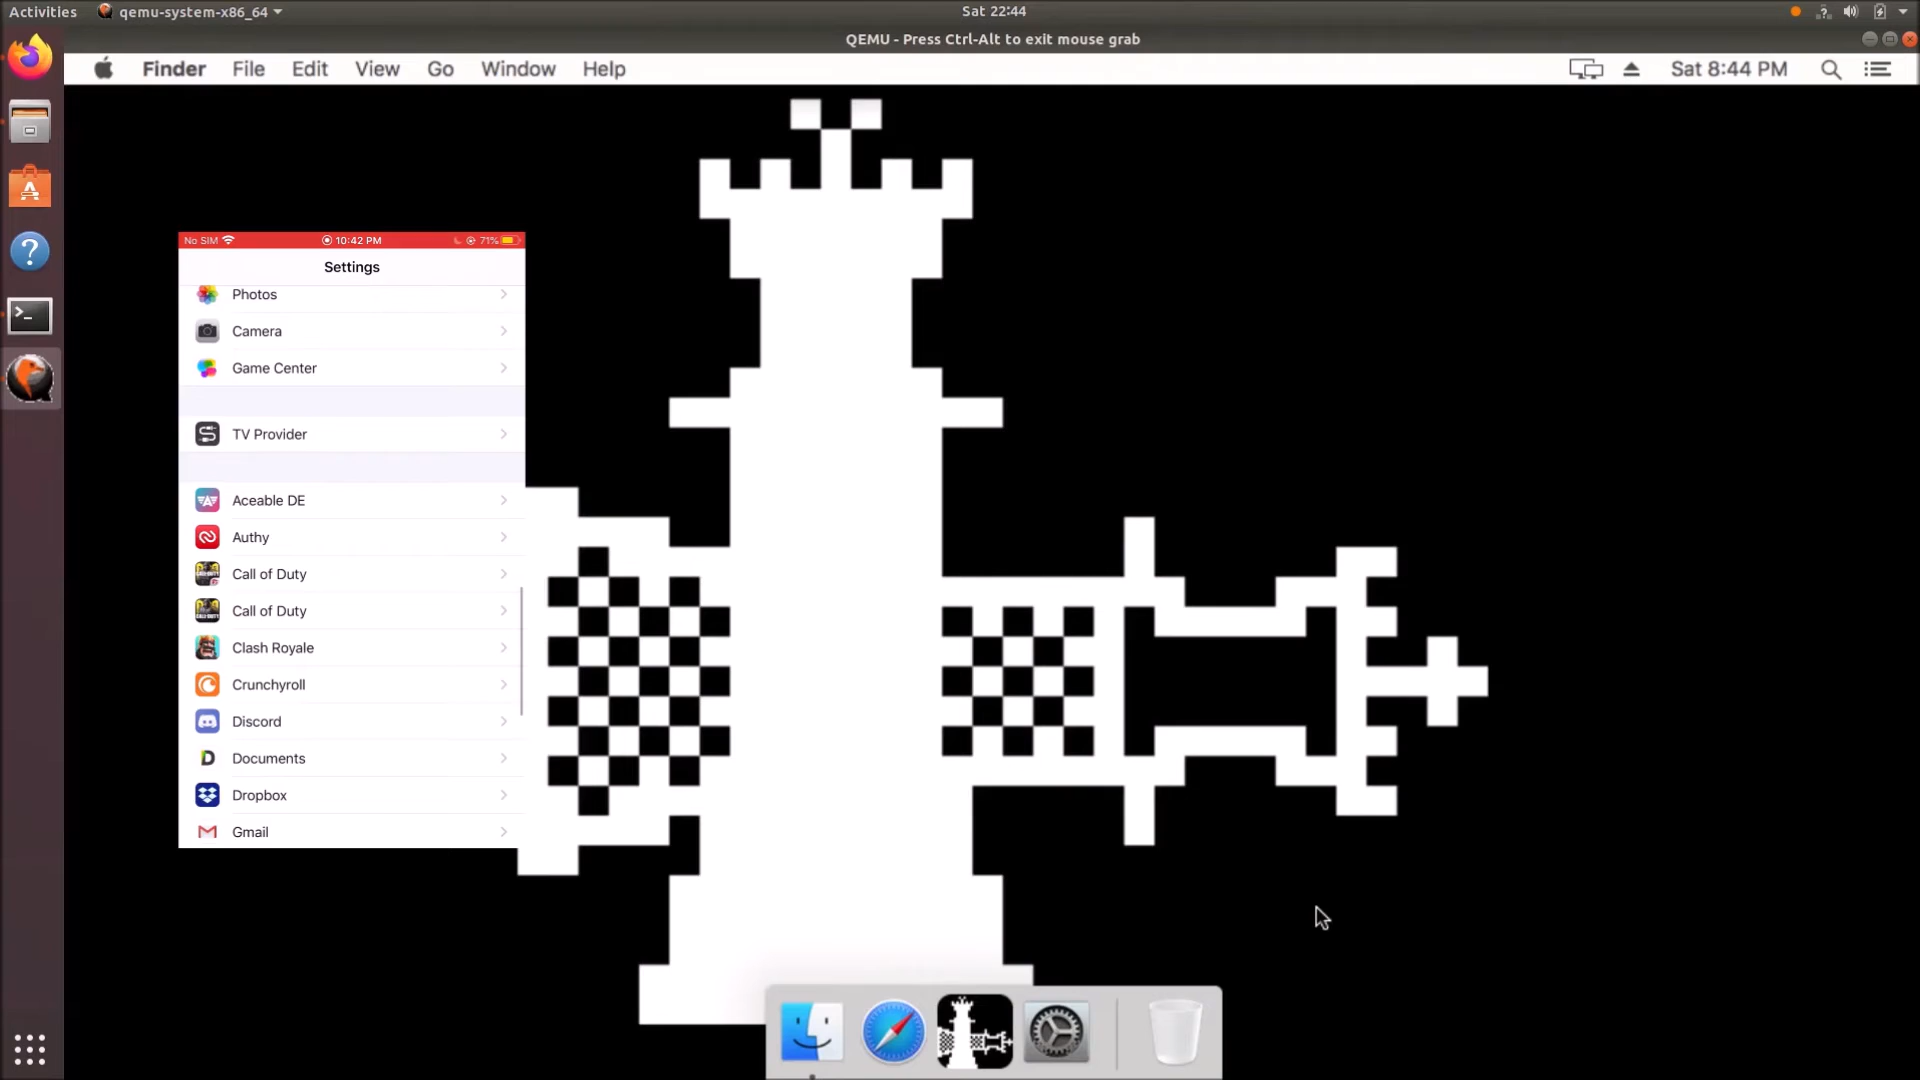 Activities qemu-system-x86_64 Sat 22:44
QEMU - Press Ctrl-Alt to exit mouse grab
Finder File Edit View Go Window Help Sat 8:44 PM
No SIM 10:42 PM 71%
Settings
Photos
Camera
Game Center
TV Provider
Aceable DE
Authy
Call of Duty
Call of Duty
Clash Royale
Crunchyroll
Discord
Documents
Dropbox
Gmail